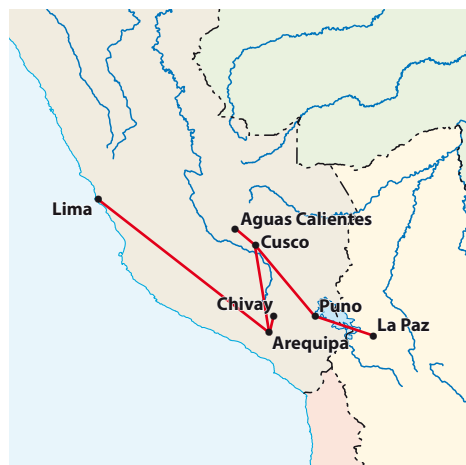 Lima
Aguas Calientes
Cusco
Chivay
Puno
La Paz
Arequipa